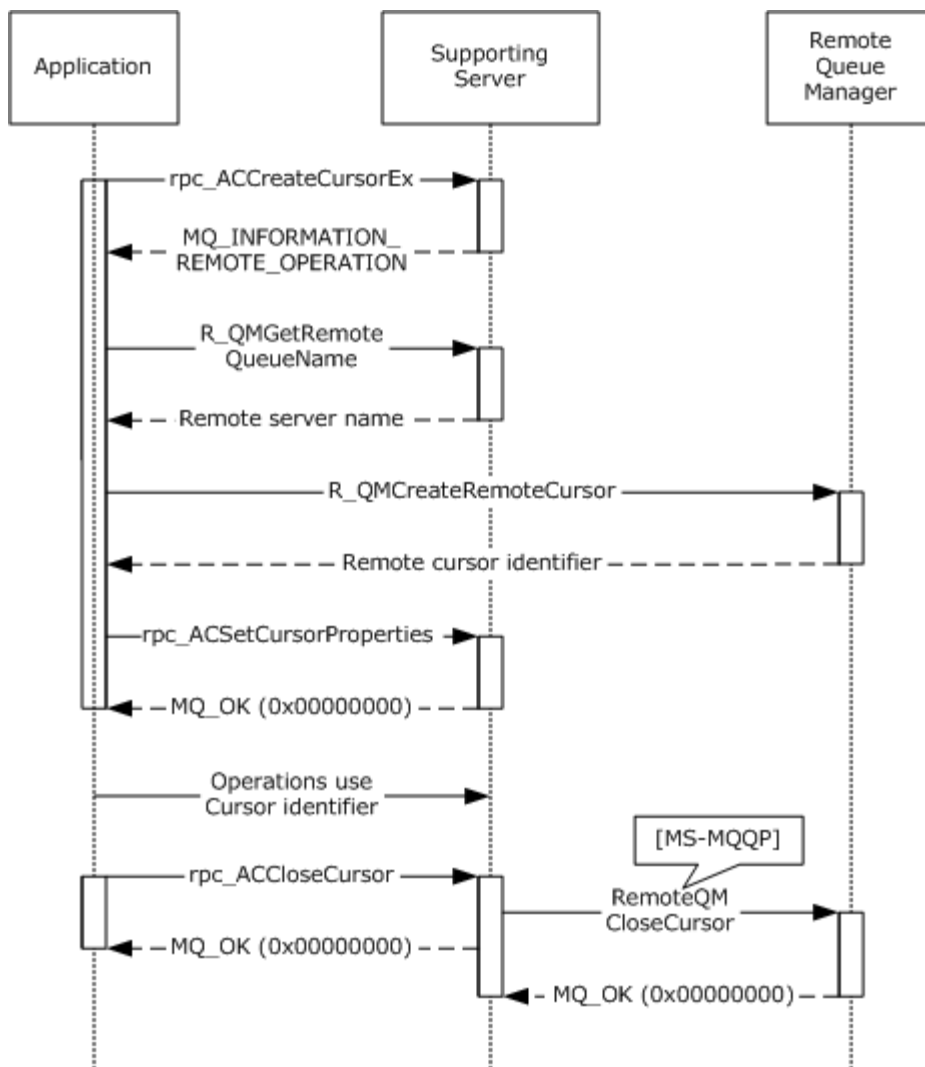 Application
Supporting
Server
Remote
Queue
Manager
rpc_ACCreateCursorEx
MQ_INFORMATION_
REMOTE_OPERATION
R_QMGetRemote
QueueName
Remote server name
R_QMCreateRemoteCursor
Remote cursor identifier
rpc_ACSetCursorProperties
MQ_OK (0x00000000)
Operations use
Cursor identifier
[MS-MQQP]
rpc_ACCloseCursor
RemoteQM
CloseCursor
MQ_OK (0x00000000)
MQ_OK (0x00000000)